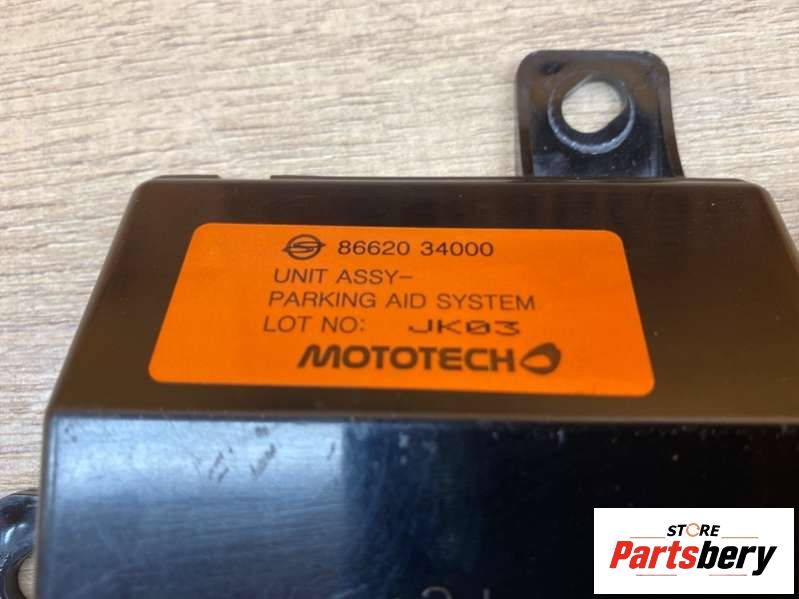 86620 34000
UNIT ASSY-
PARKING AID SYSTEM
LOT NO: JK03
MOTOTECH
STORE
Partsbery